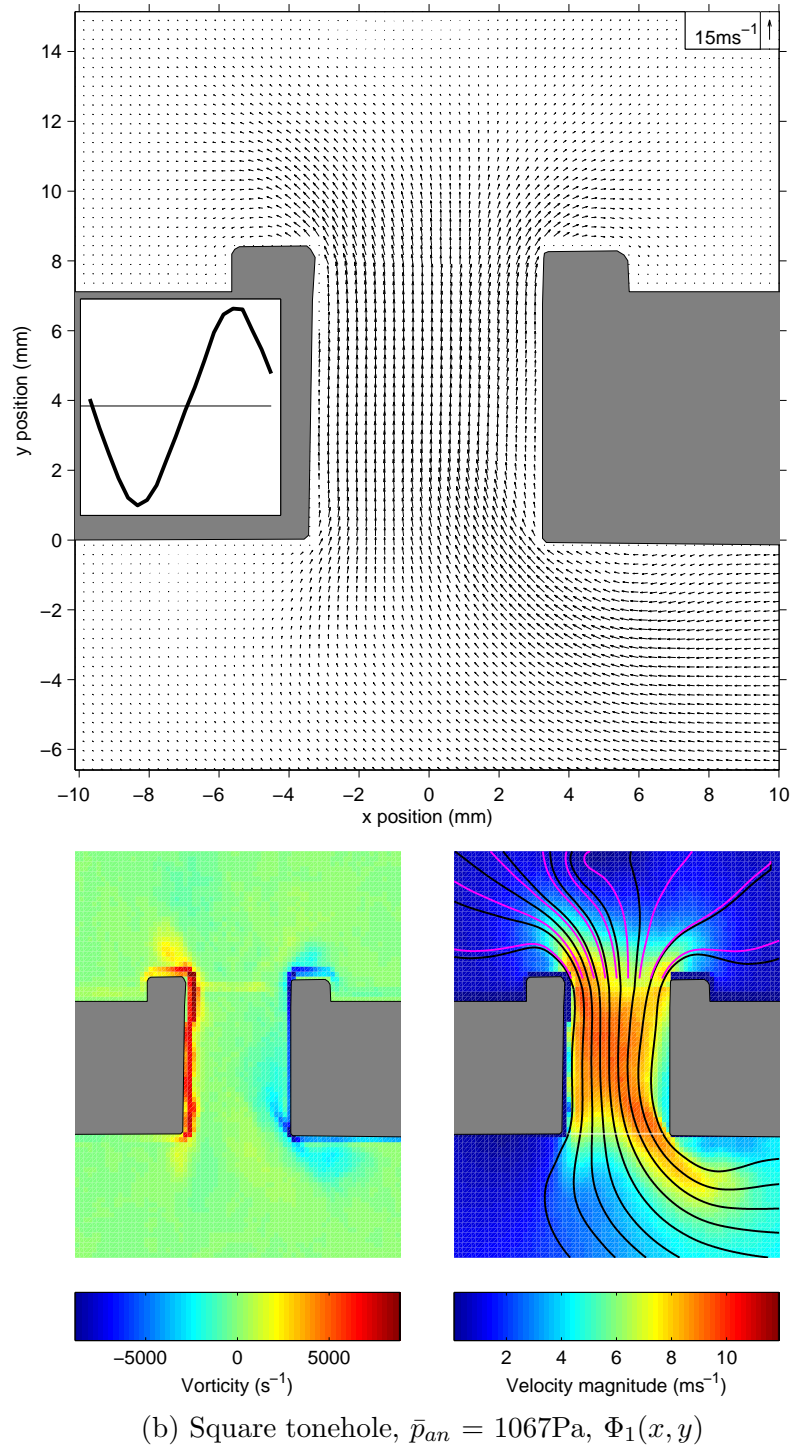 15ms⁻¹
14
12
10
8
6
4
2
0
−2
−4
−6
y position (mm)
−10 −8 −6 −4 −2 0 2 4 6 8 10
x position (mm)
−5000 0 5000
Vorticity (s⁻¹)
2 4 6 8 10
Velocity magnitude (ms⁻¹)
(b) Square tonehole, p̄ₐₙ = 1067Pa, Φ₁(x, y)